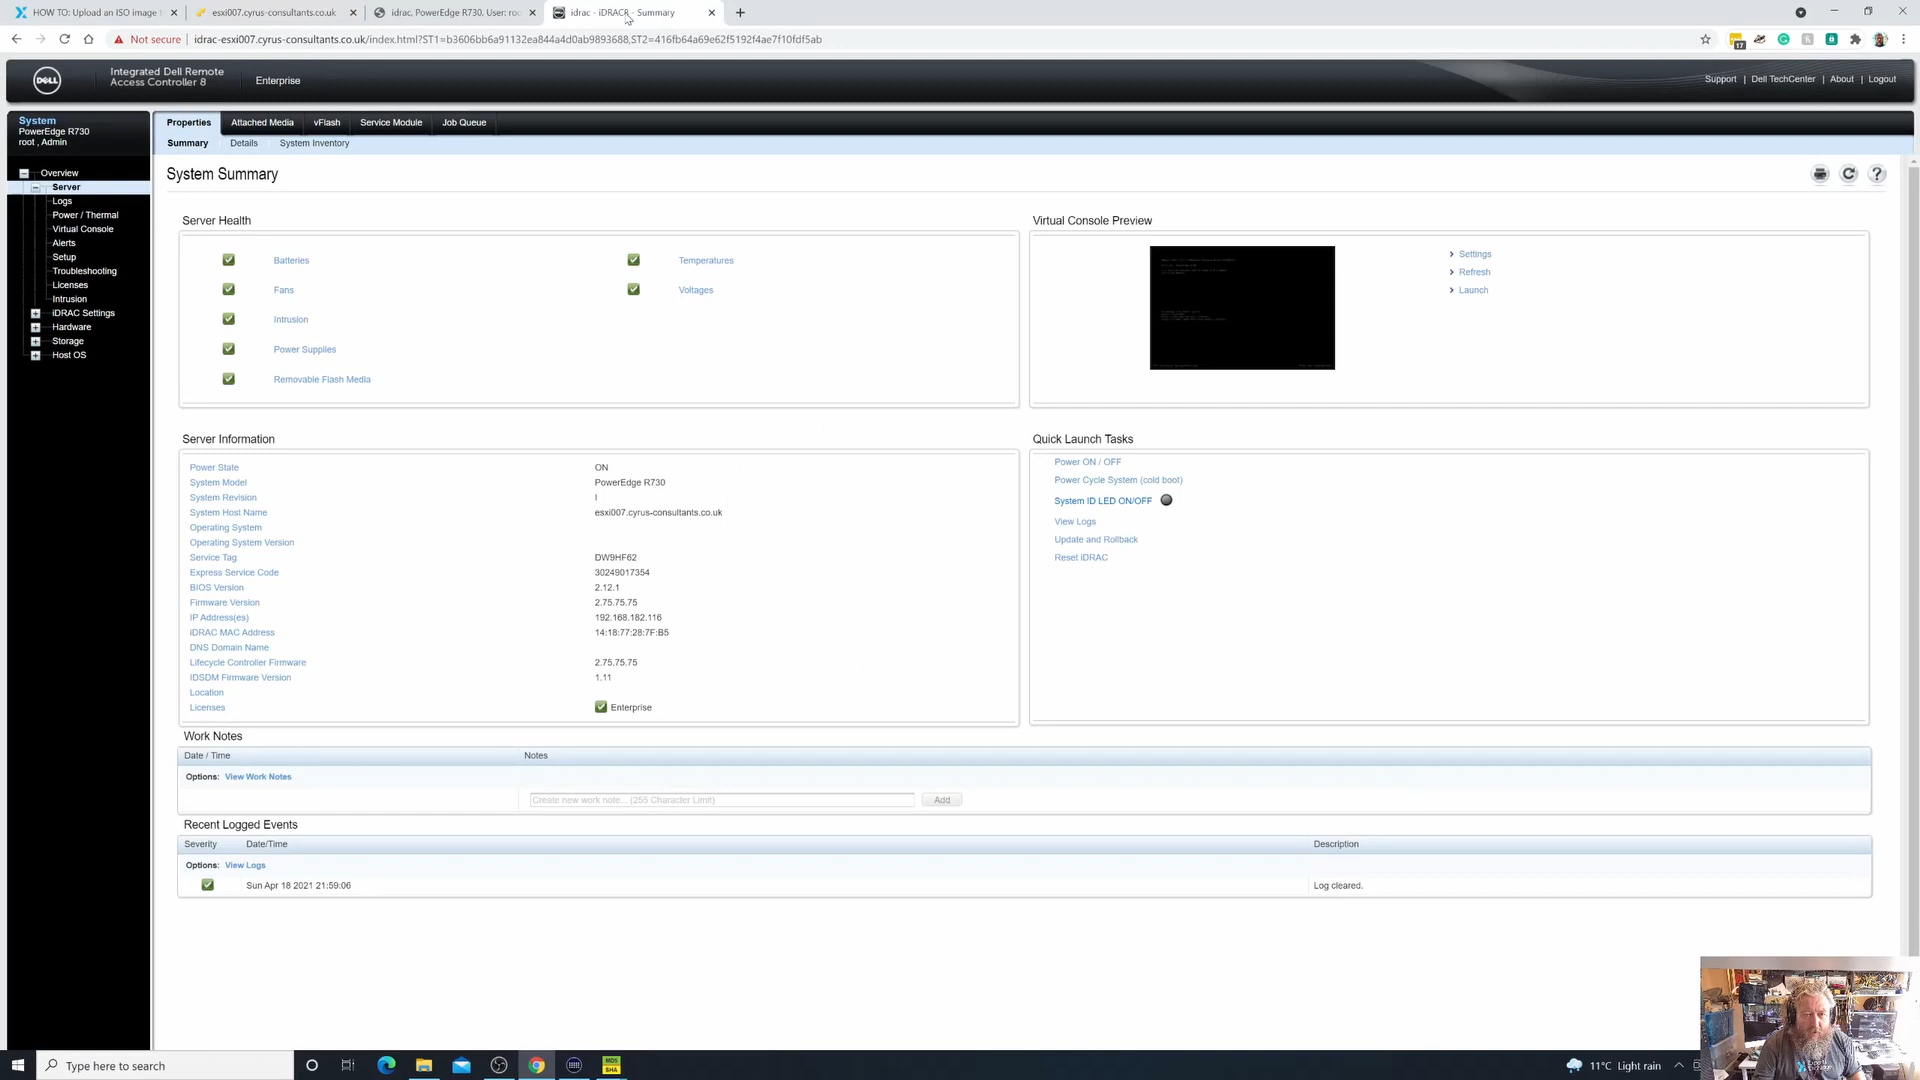 HOW TO: Upload an ISO image
esxi007.cyrus-consultants.co.uk
idrac, PowerEdge R730, User: roo
idrac - iDRAC8 - Summary
Not secure
idrac-esxi007.cyrus-consultants.co.uk/index.html?ST1=b3606bb6a91132ea844a4d0ab9893688,ST2=416fb64a69e62f5192f4ae7f10fdf5ab
17
DELL
Integrated Dell Remote
Access Controller 8
Enterprise
Support | Dell TechCenter | About | Logout
System
PowerEdge R730
root , Admin
Properties
Attached Media
vFlash
Service Module
Job Queue
Summary
Details
System Inventory
Overview
Server
Logs
Power / Thermal
Virtual Console
Alerts
Setup
Troubleshooting
Licenses
Intrusion
iDRAC Settings
Hardware
Storage
Host OS
System Summary
Server Health
Batteries
Temperatures
Fans
Voltages
Intrusion
Power Supplies
Removable Flash Media
Virtual Console Preview
Settings
Refresh
Launch
Server Information
Power State ON
System Model PowerEdge R730
System Revision I
System Host Name esxi007.cyrus-consultants.co.uk
Operating System
Operating System Version
Service Tag DW9HF62
Express Service Code 30249017354
BIOS Version 2.12.1
Firmware Version 2.75.75.75
IP Address(es) 192.168.182.116
iDRAC MAC Address 14:18:77:28:7F:B5
DNS Domain Name
Lifecycle Controller Firmware 2.75.75.75
IDSDM Firmware Version 1.11
Location
Licenses Enterprise
Quick Launch Tasks
Power ON / OFF
Power Cycle System (cold boot)
System ID LED ON/OFF
View Logs
Update and Rollback
Reset iDRAC
Work Notes
Date / Time Notes
Options: View Work Notes
Create new work note... (255 Character Limit) Add
Recent Logged Events
Severity Date/Time Description
Options: View Logs
Sun Apr 18 2021 21:59:06 Log cleared.
Type here to search
MD5
SHA
11°C Light rain